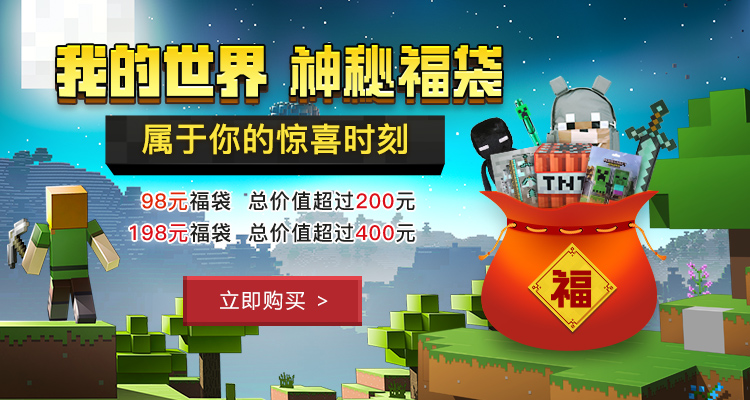 我的世界 神秘福袋
属于你的惊喜时刻
98元福袋 总价值超过200元
198元福袋 总价值超过400元
立即购买 >
TNT
福